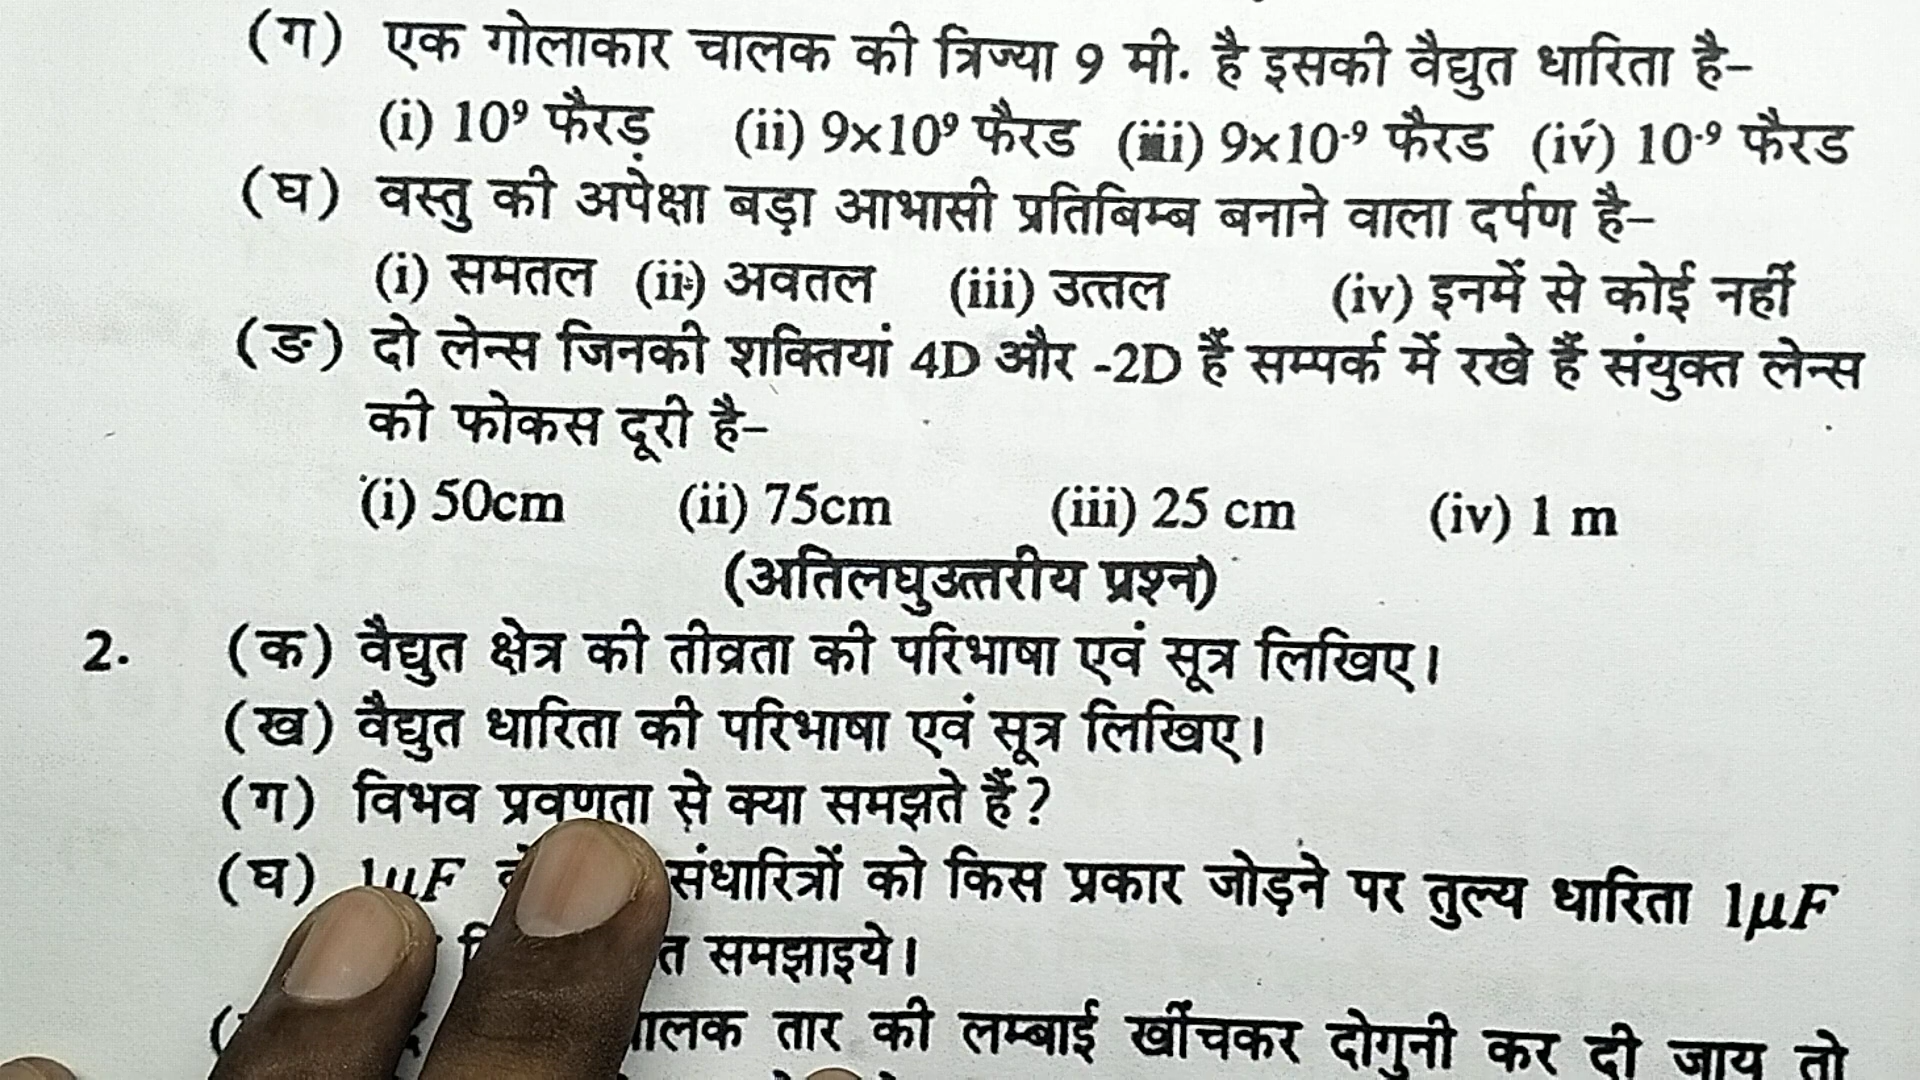 (ग) एक गोलाकार चालक की त्रिज्या 9 मी. है इसकी वैद्युत धारिता है–
(i) 10⁹ फैरड (ii) 9×10⁹ फैरड (iii) 9×10⁻⁹ फैरड (iv) 10⁻⁹ फैरड
(घ) वस्तु की अपेक्षा बड़ा आभासी प्रतिबिम्ब बनाने वाला दर्पण है–
(i) समतल (ii) अवतल (iii) उत्तल (iv) इनमें से कोई नहीं
(ङ) दो लेन्स जिनकी शक्तियां 4D और -2D हैं सम्पर्क में रखे हैं संयुक्त लेन्स
की फोकस दूरी है–
(i) 50cm (ii) 75cm (iii) 25 cm (iv) 1 m
(अतिलघुउत्तरीय प्रश्न)
2. (क) वैद्युत क्षेत्र की तीव्रता की परिभाषा एवं सूत्र लिखिए।
(ख) वैद्युत धारिता की परिभाषा एवं सूत्र लिखिए।
(ग) विभव प्रवणता से क्या समझते हैं?
(घ) 1μF संधारित्रों को किस प्रकार जोड़ने पर तुल्य धारिता 1μF
समझाइये।
तार की लम्बाई खींचकर दोगुनी कर दी जाय तो